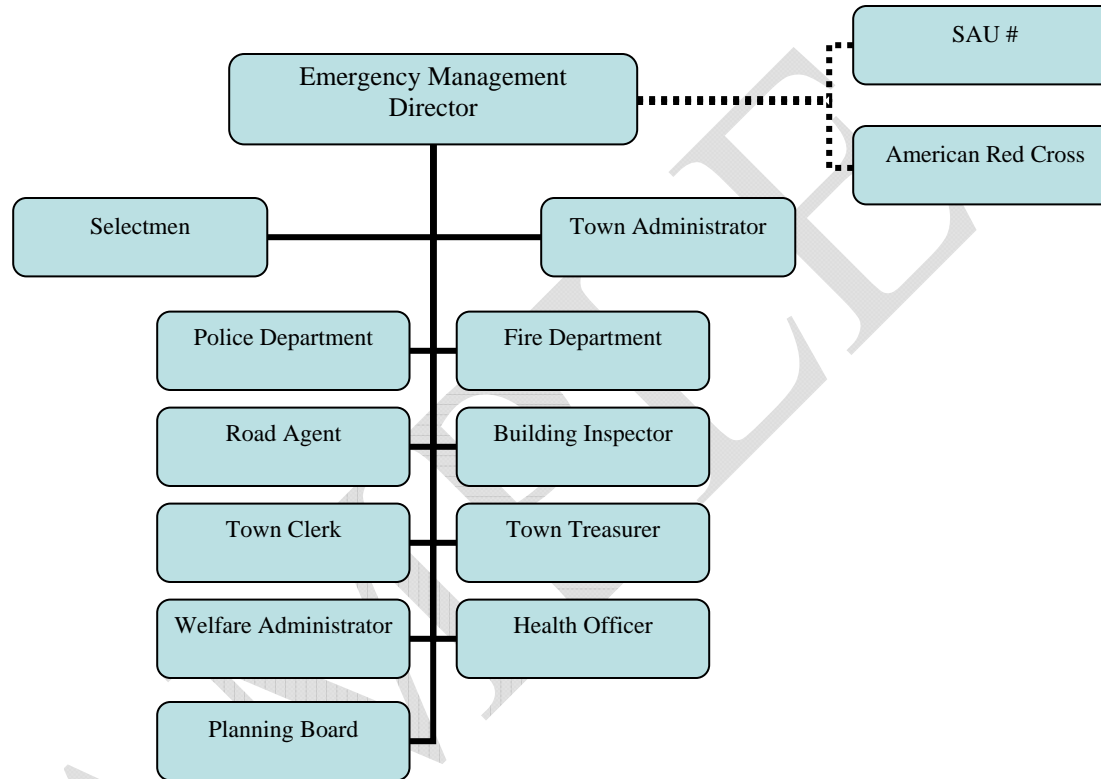 SAU #
Emergency Management
Director
American Red Cross
Selectmen
Town Administrator
Police Department
Fire Department
Road Agent
Building Inspector
Town Clerk
Town Treasurer
Welfare Administrator
Health Officer
Planning Board